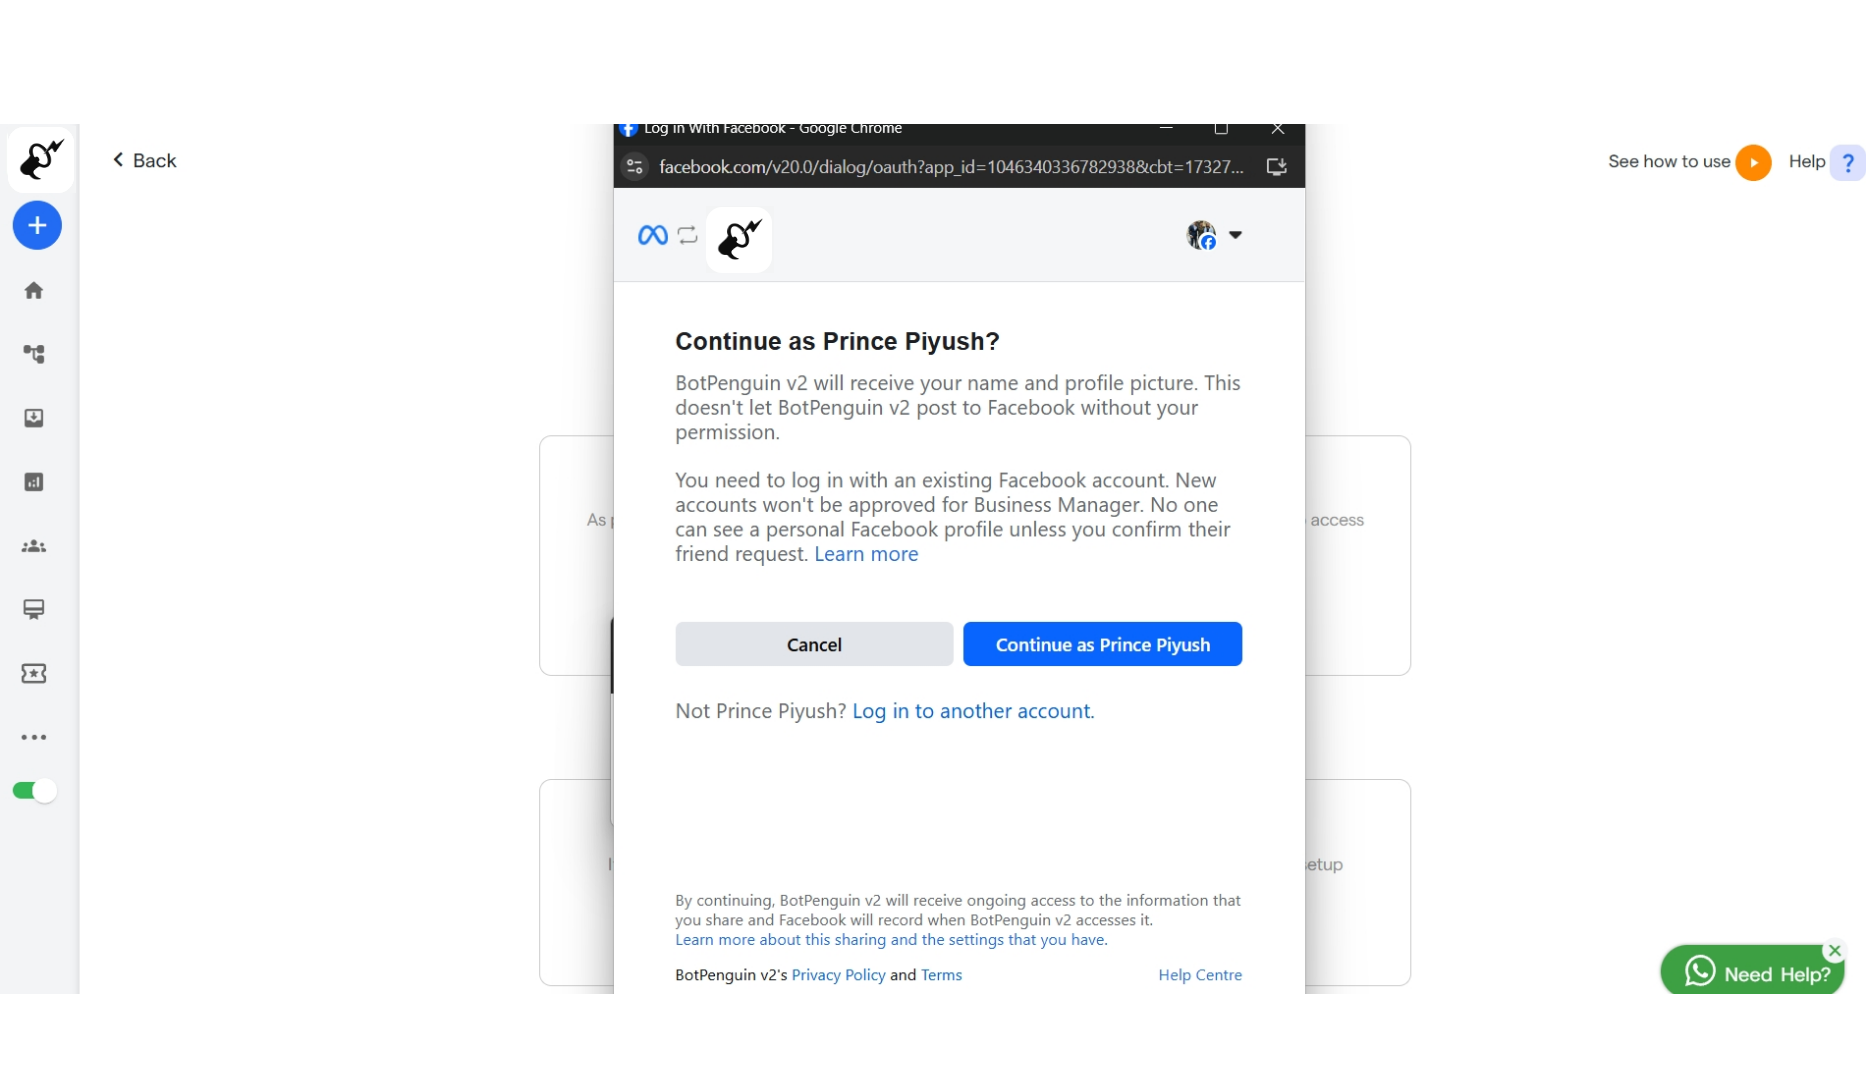 Log in With Facebook - Google Chrome
facebook.com/v20.0/dialog/oauth?app_id=1046340336782938&cbt=17327...
Back
See how to use
Help ?
Continue as Prince Piyush?
BotPenguin v2 will receive your name and profile picture. This
doesn't let BotPenguin v2 post to Facebook without your
permission.
You need to log in with an existing Facebook account. New
accounts won't be approved for Business Manager. No one
can see a personal Facebook profile unless you confirm their
friend request. Learn more
As
access
Cancel
Continue as Prince Piyush
Not Prince Piyush? Log in to another account.
setup
By continuing, BotPenguin v2 will receive ongoing access to the information that
you share and Facebook will record when BotPenguin v2 accesses it.
Learn more about this sharing and the settings that you have.
BotPenguin v2's Privacy Policy and Terms
Help Centre
Need Help?